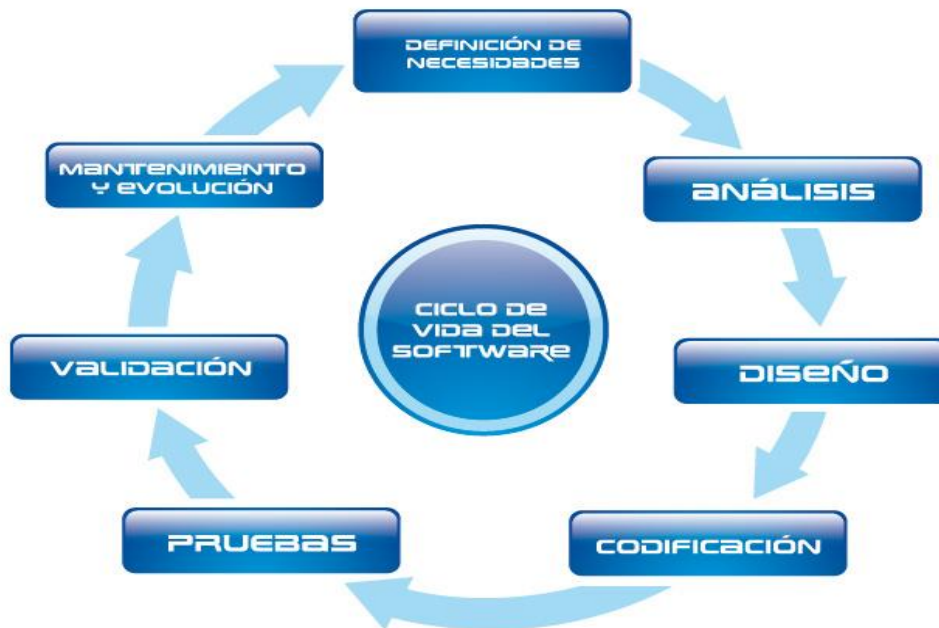 DEFINICIÓN DE
NECESIDADES
ANÁLISIS
DISEÑO
CODIFICACIÓN
PRUEBAS
VALIDACIÓN
MANTENIMIENTO
Y EVOLUCIÓN
CICLO DE
VIDA DEL
SOFTWARE